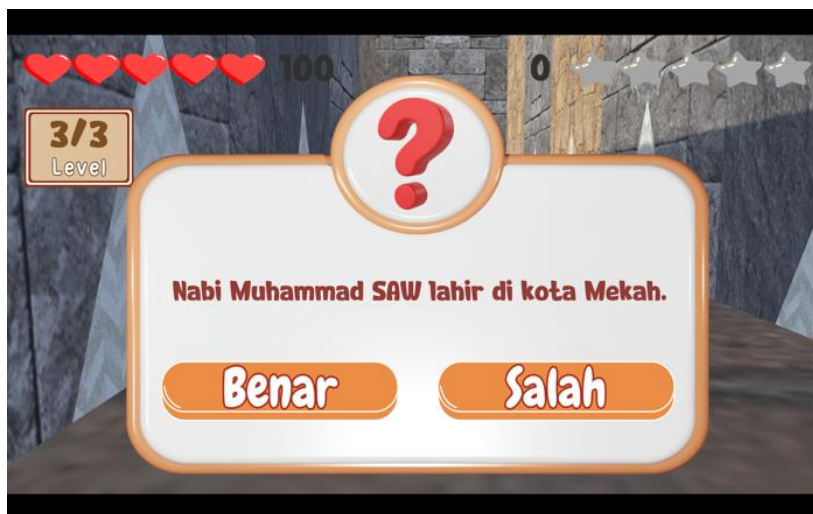 100
0
3/3
Level
?
Nabi Muhammad SAW lahir di kota Mekah.
Benar
Salah